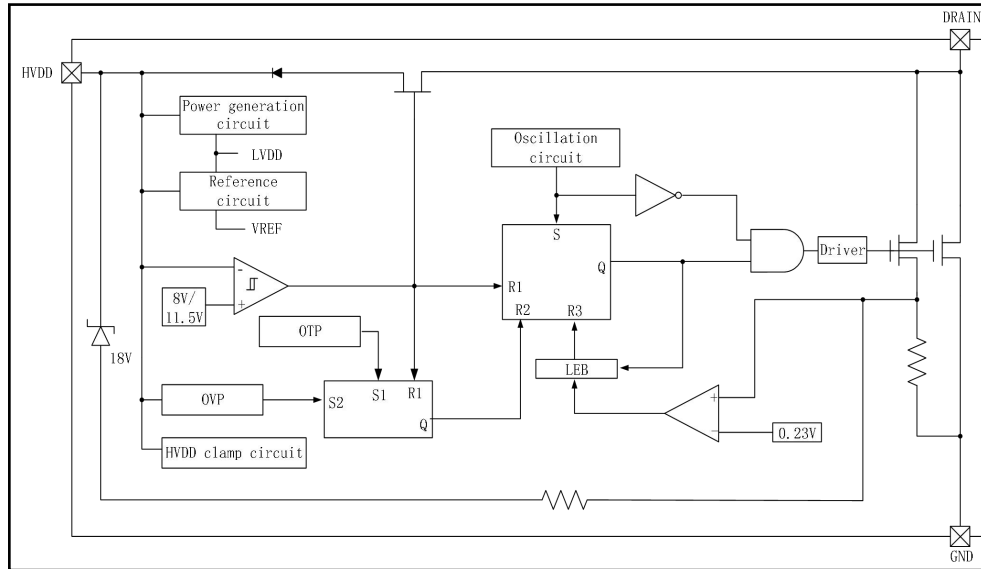 DRAIN
HVDD
Power generation
circuit
LVDD
Reference
circuit
VREF
Oscillation
circuit
S
Q
R1
R2
R3
Driver
-
+
8V/
11.5V
18V
OTP
OVP
S2
S1
R1
Q
LEB
+
-
0.23V
HVDD clamp circuit
GND